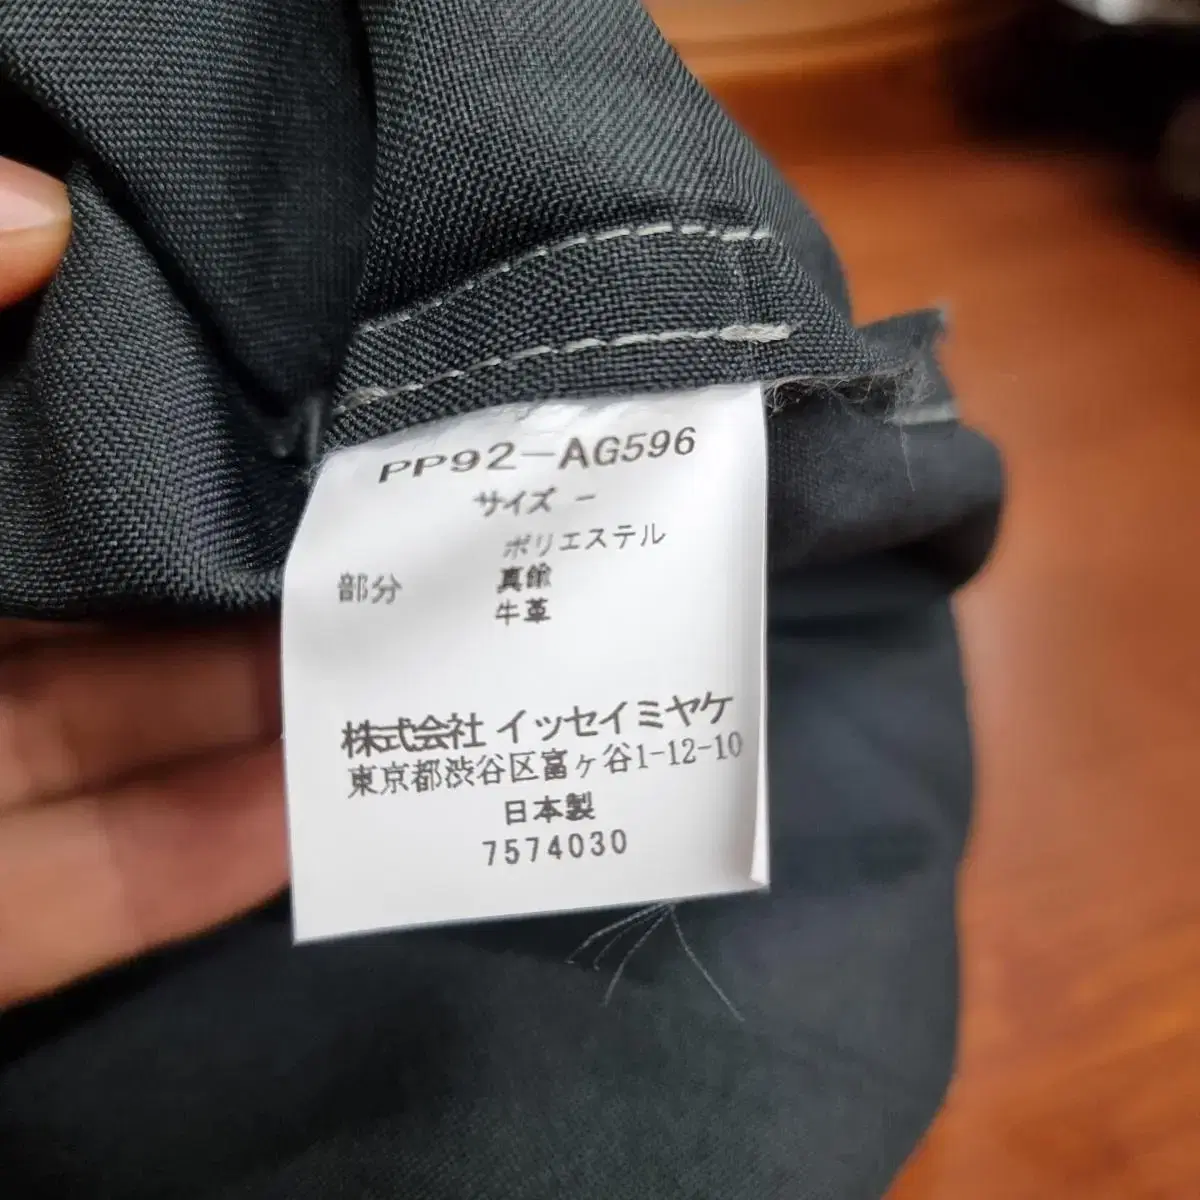 PP92-AG596
サイズ -
ポリエステル
部分 真鍮
牛革
株式会社 イッセイミヤケ
東京都渋谷区富ヶ谷1-12-10
日本製
7574030